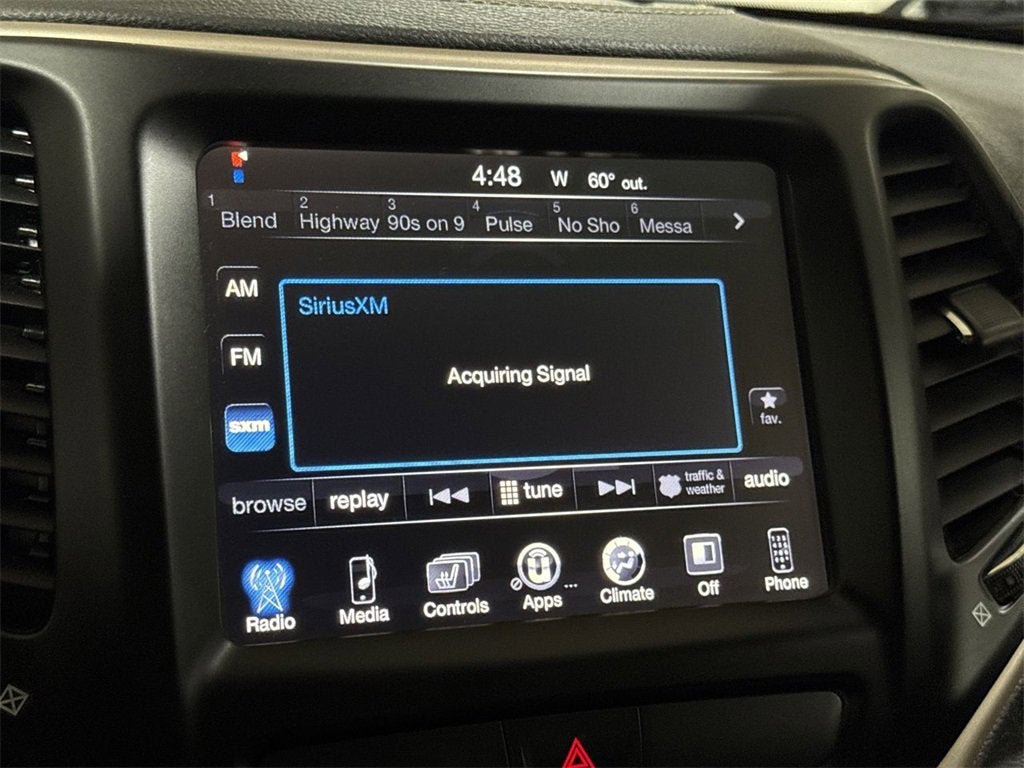 4:48 W 60° out.
1 Blend 2 Highway 3 90s on 9 4 Pulse 5 No Sho 6 Messa
AM
SiriusXM
FM
Acquiring Signal
sxm
fav.
browse replay tune traffic & weather audio
Radio Media Controls Apps ... Climate Off Phone